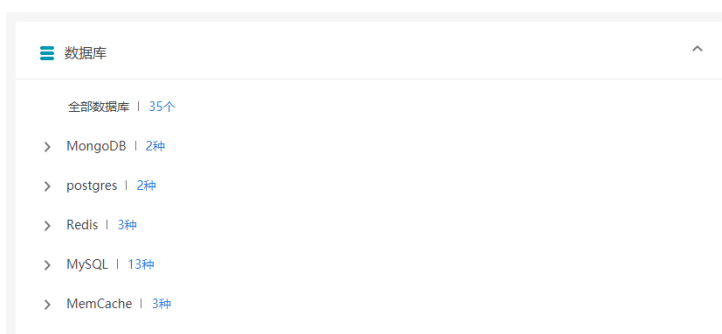 数据库
全部数据库 | 35个
MongoDB | 2种
postgres | 2种
Redis | 3种
MySQL | 13种
MemCache | 3种